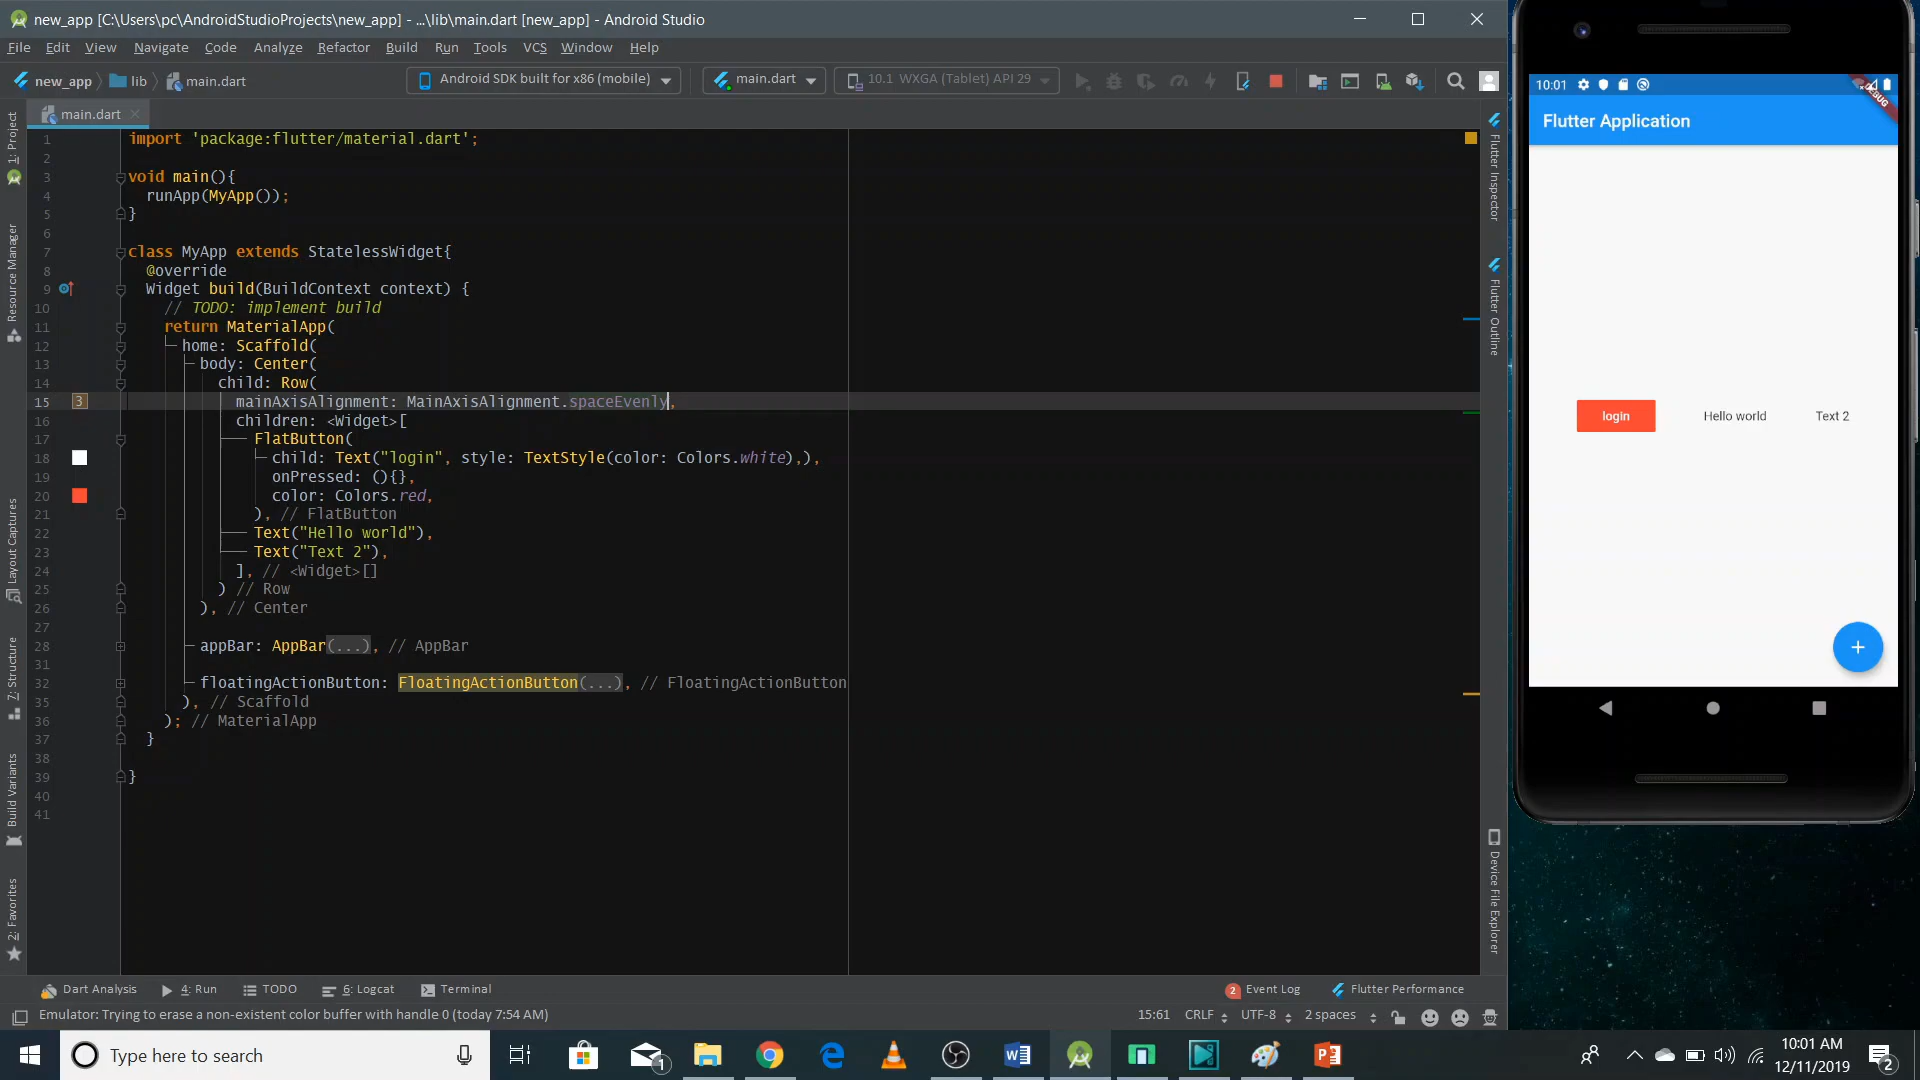 new_app [C:\Users\pc\AndroidStudioProjects\new_app] - ...\lib\main.dart [new_app] - Android Studio
File Edit View Navigate Code Analyze Refactor Build Run Tools VCS Window Help
new_app lib main.dart Android SDK built for x86 (mobile) main.dart 10.1 WXGA (Tablet) API 29
main.dart
1 import 'package:flutter/material.dart';
2
3 void main(){
4 runApp(MyApp());
5 }
6
7 class MyApp extends StatelessWidget{
8 @override
9 Widget build(BuildContext context) {
10 // TODO: implement build
11 return MaterialApp(
12 home: Scaffold(
13 body: Center(
14 child: Row(
15 3 mainAxisAlignment: MainAxisAlignment.spaceEvenly,
16 children: <Widget>[
17 FlatButton(
18 child: Text("login", style: TextStyle(color: Colors.white),),
19 onPressed: (){},
20 color: Colors.red,
21 ), // FlatButton
22 Text("Hello world"),
23 Text("Text 2"),
24 ], // <Widget>[]
25 ) // Row
26 ), // Center
27
28 appBar: AppBar(...), // AppBar
31
32 floatingActionButton: FloatingActionButton(...), // FloatingActionButton
35 ), // Scaffold
36 ); // MaterialApp
37 }
38
39 }
40
41
1: Project
Resource Manager
Layout Captures
7: Structure
Build Variants
2: Favorites
Flutter Inspector
Flutter Outline
Device File Explorer
10:01
DEBUG
Flutter Application
login Hello world Text 2
+
Dart Analysis 4: Run TODO 6: Logcat Terminal 2 Event Log Flutter Performance
Emulator: Trying to erase a non-existent color buffer with handle 0 (today 7:54 AM) 15:61 CRLF UTF-8 2 spaces
Type here to search 1 10:01 AM
12/11/2019 2